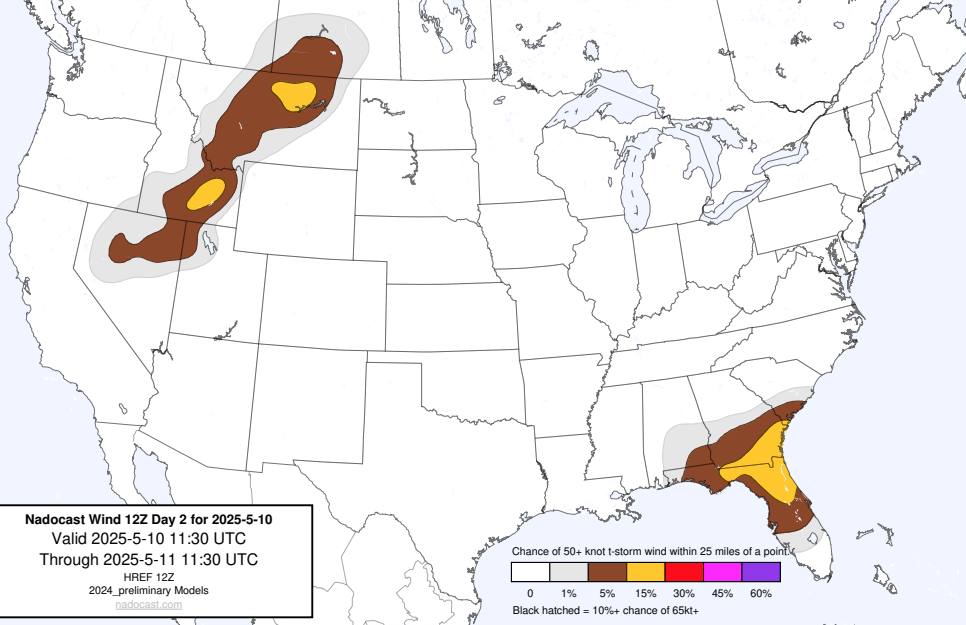 Nadocast Wind 12Z Day 2 for 2025-5-10
Valid 2025-5-10 11:30 UTC
Through 2025-5-11 11:30 UTC
HREF 12Z
2024_preliminary Models
nadocast.com
Chance of 50+ knot t-storm wind within 25 miles of a point.
0 1% 5% 15% 30% 45% 60%
Black hatched = 10%+ chance of 65kt+